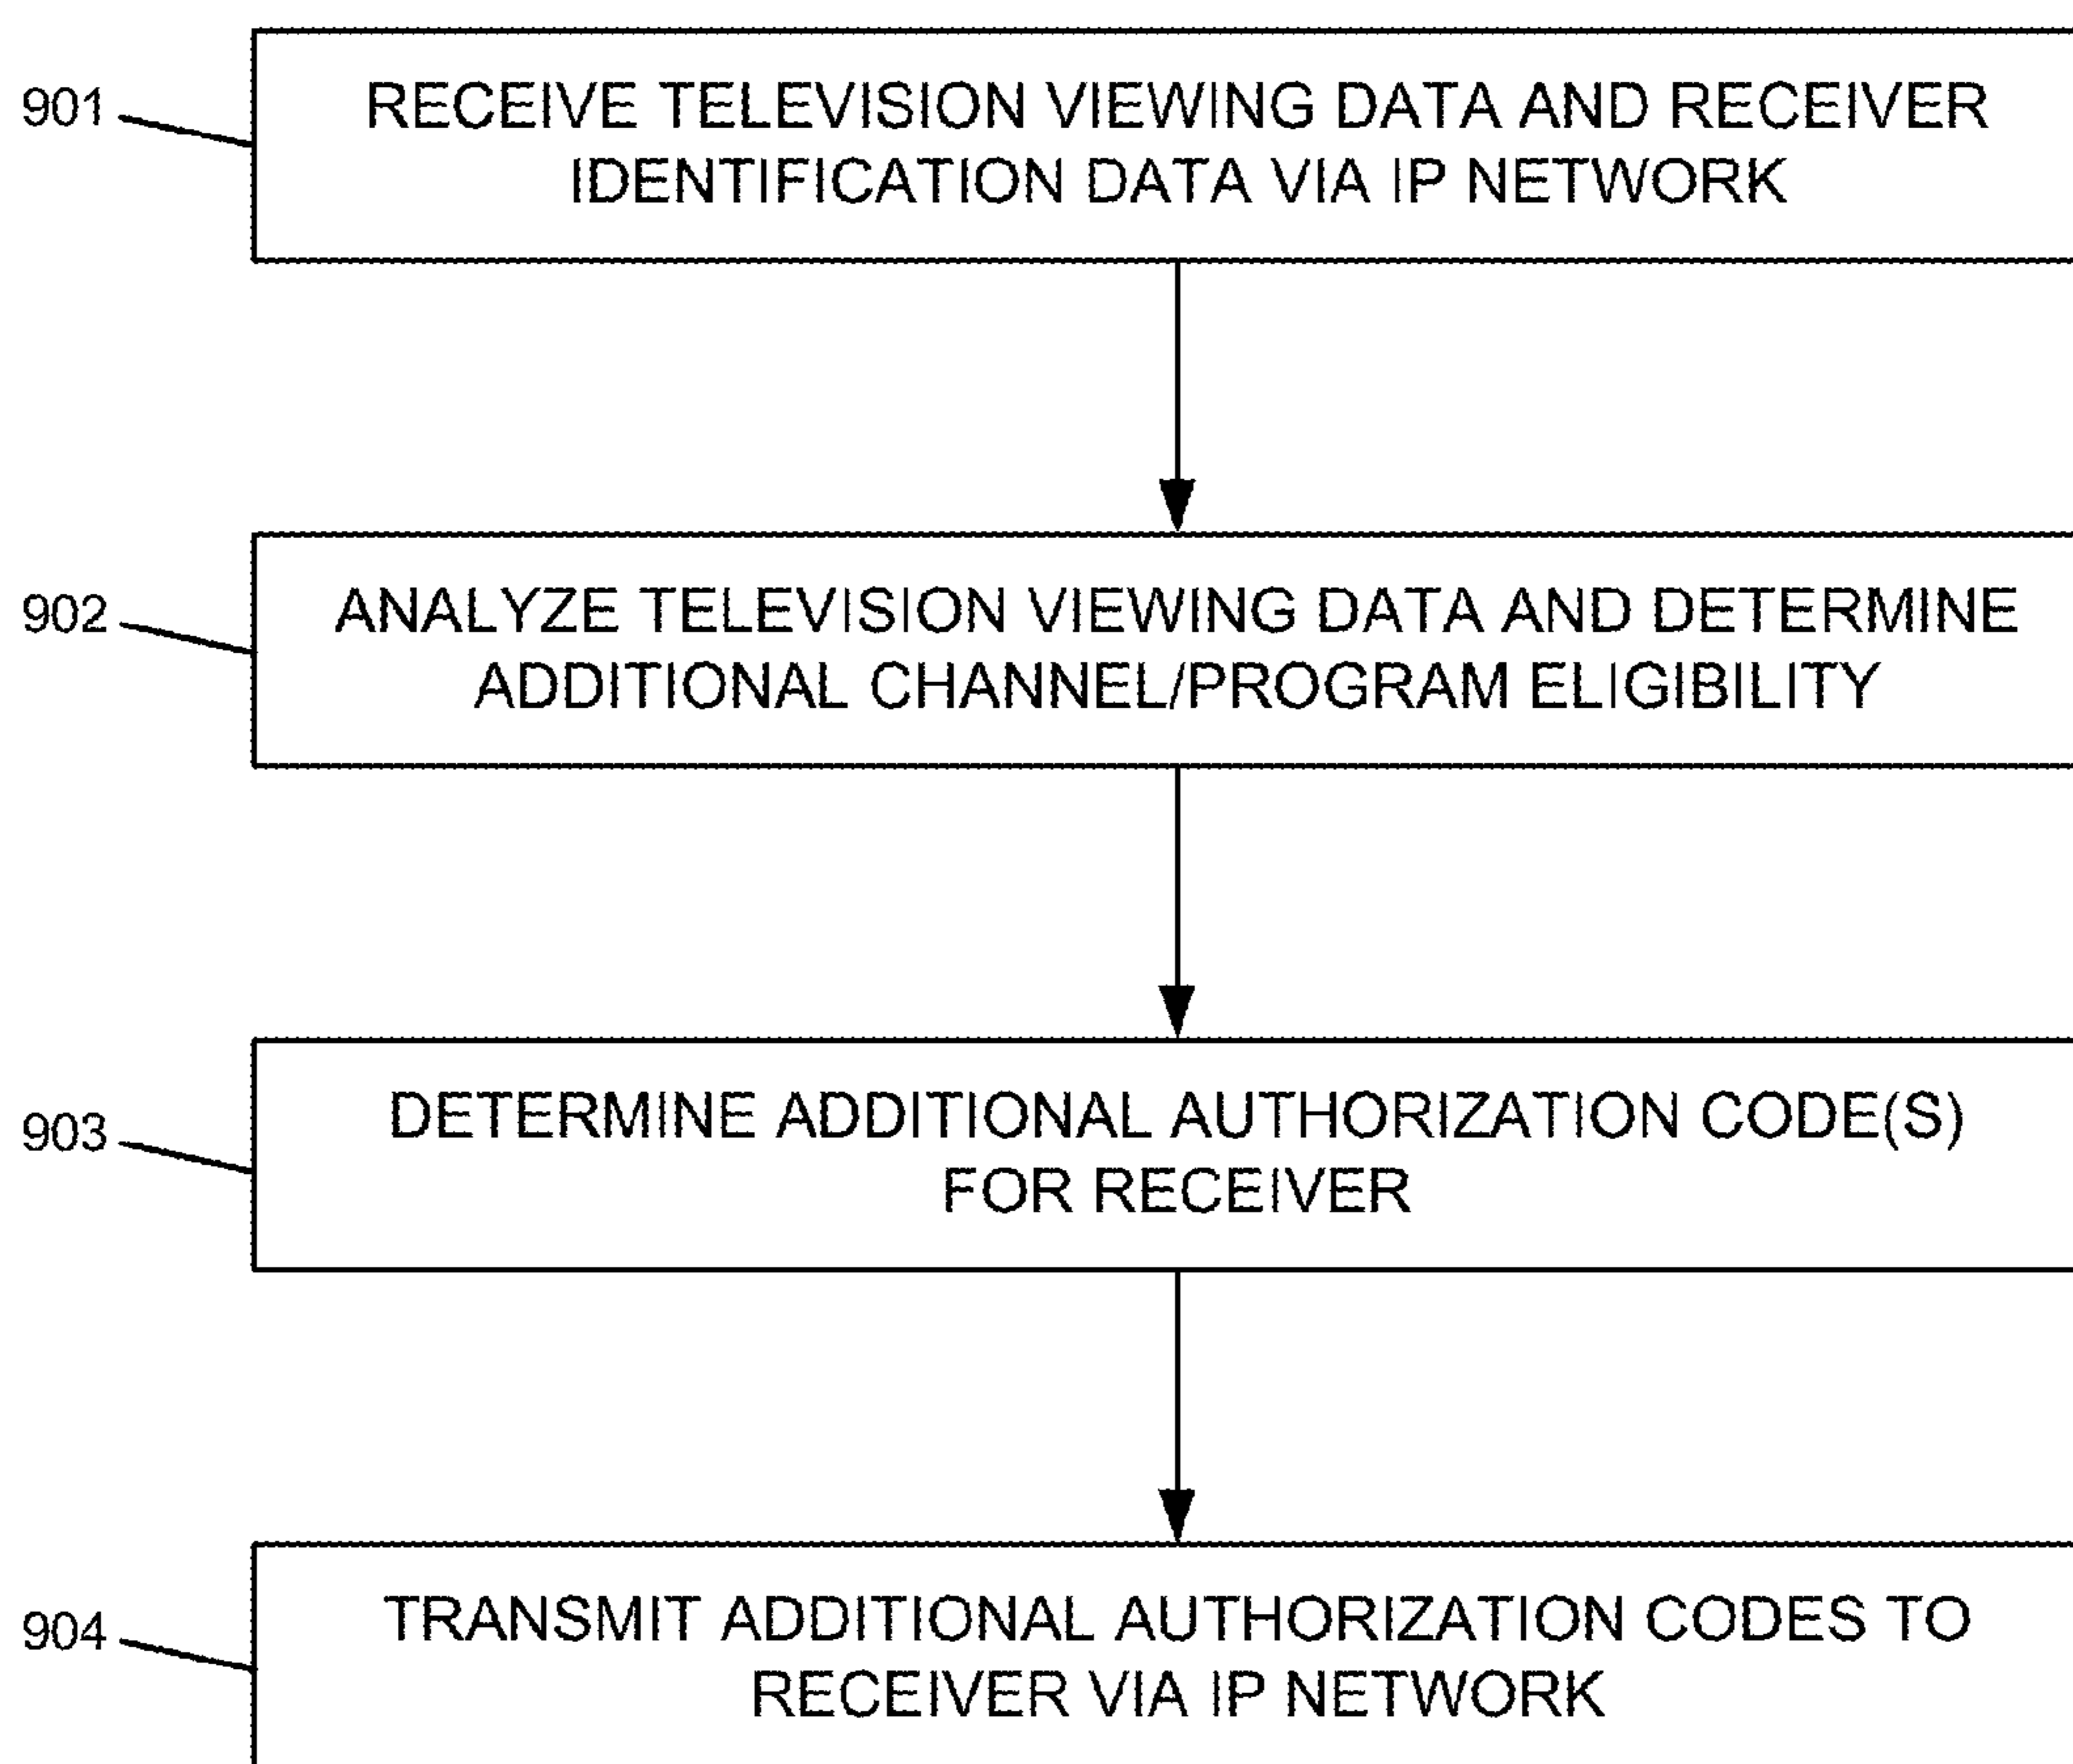 901
RECEIVE TELEVISION VIEWING DATA AND RECEIVER
IDENTIFICATION DATA VIA IP NETWORK
902
ANALYZE TELEVISION VIEWING DATA AND DETERMINE
ADDITIONAL CHANNEL/PROGRAM ELIGIBILITY
903
DETERMINE ADDITIONAL AUTHORIZATION CODE(S)
FOR RECEIVER
904
TRANSMIT ADDITIONAL AUTHORIZATION CODES TO
RECEIVER VIA IP NETWORK